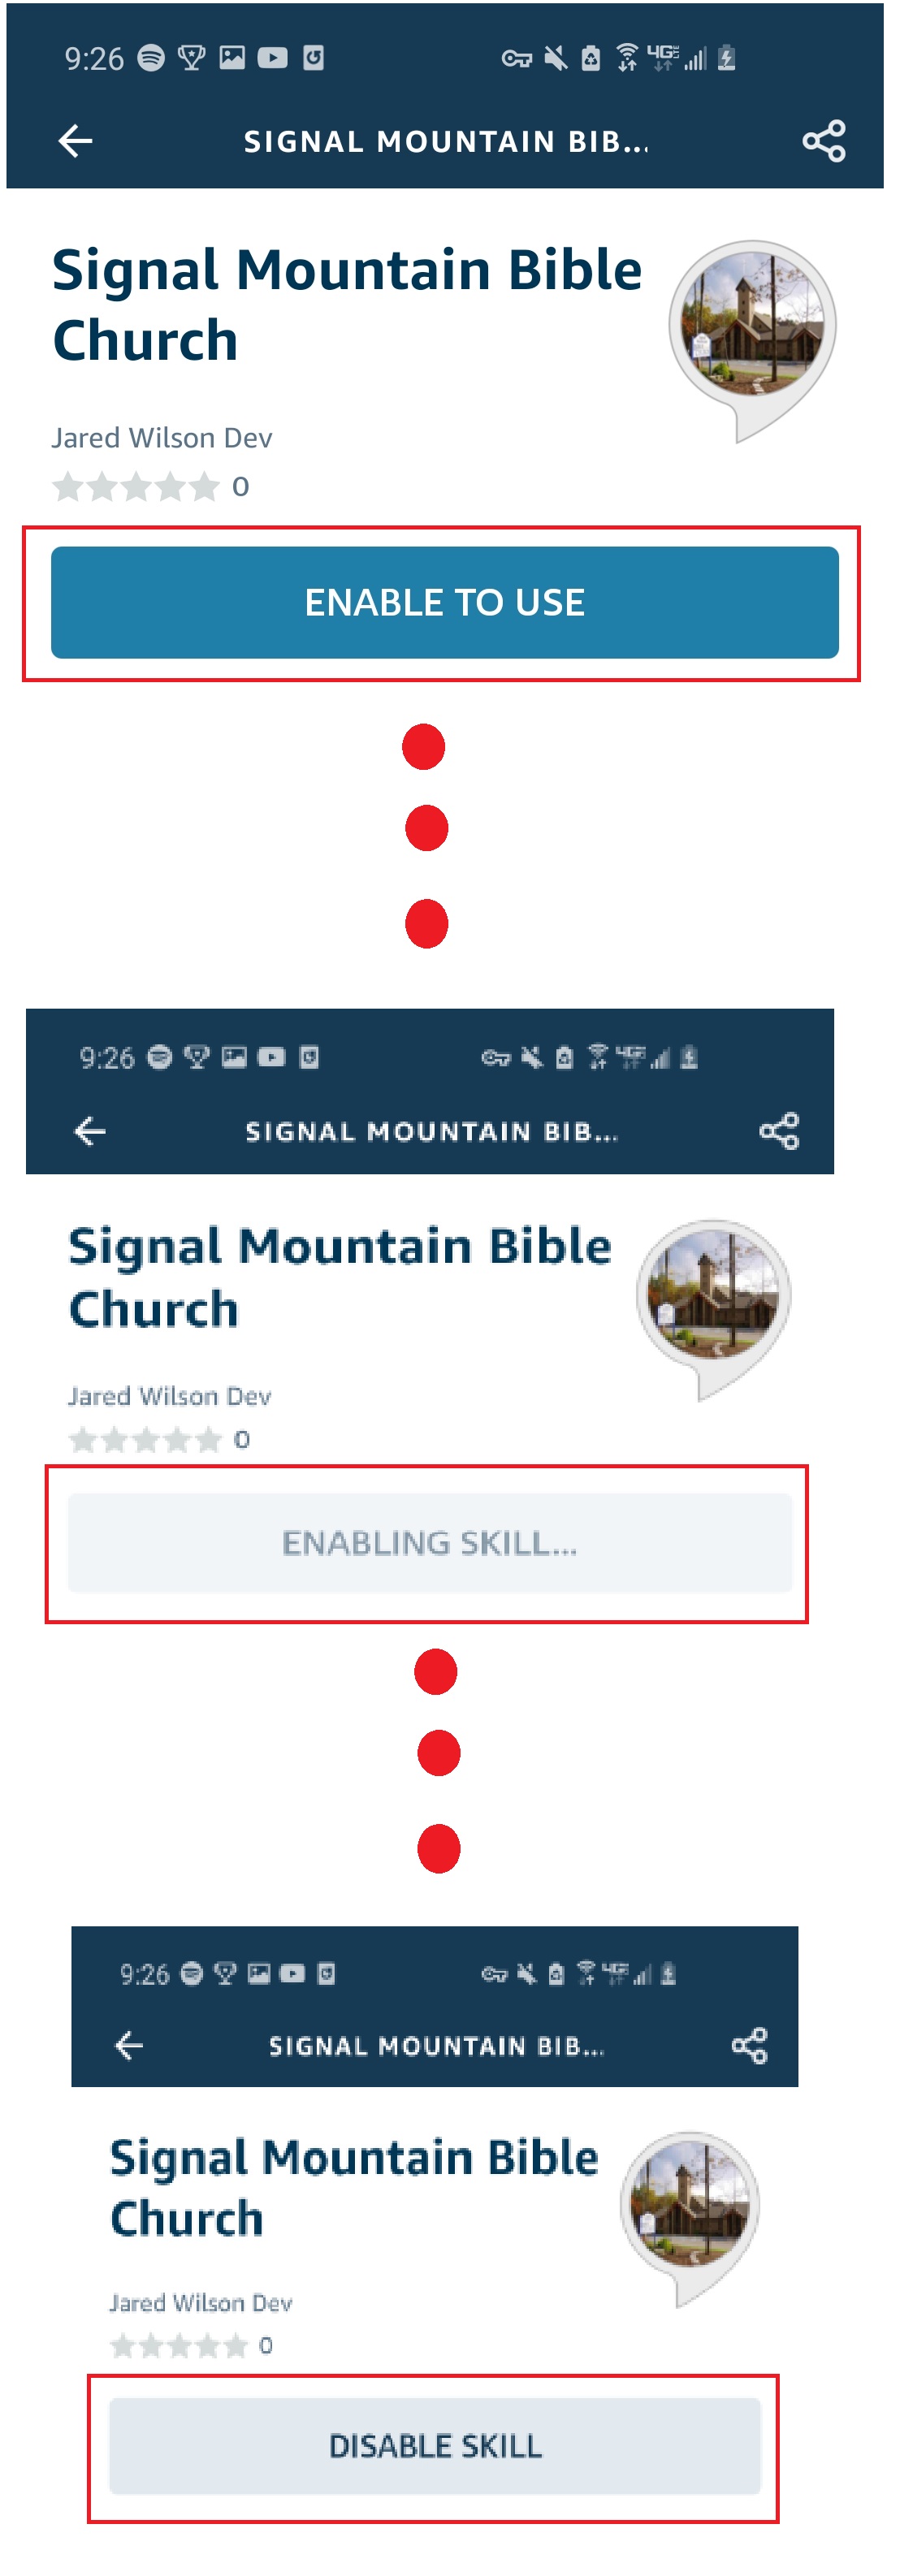 9:26 4G LTE
SIGNAL MOUNTAIN BIB...
Signal Mountain Bible
Church
Jared Wilson Dev
0
ENABLE TO USE
9:26
SIGNAL MOUNTAIN BIB...
Signal Mountain Bible
Church
Jared Wilson Dev
0
ENABLING SKILL...
9:26
SIGNAL MOUNTAIN BIB...
Signal Mountain Bible
Church
Jared Wilson Dev
0
DISABLE SKILL